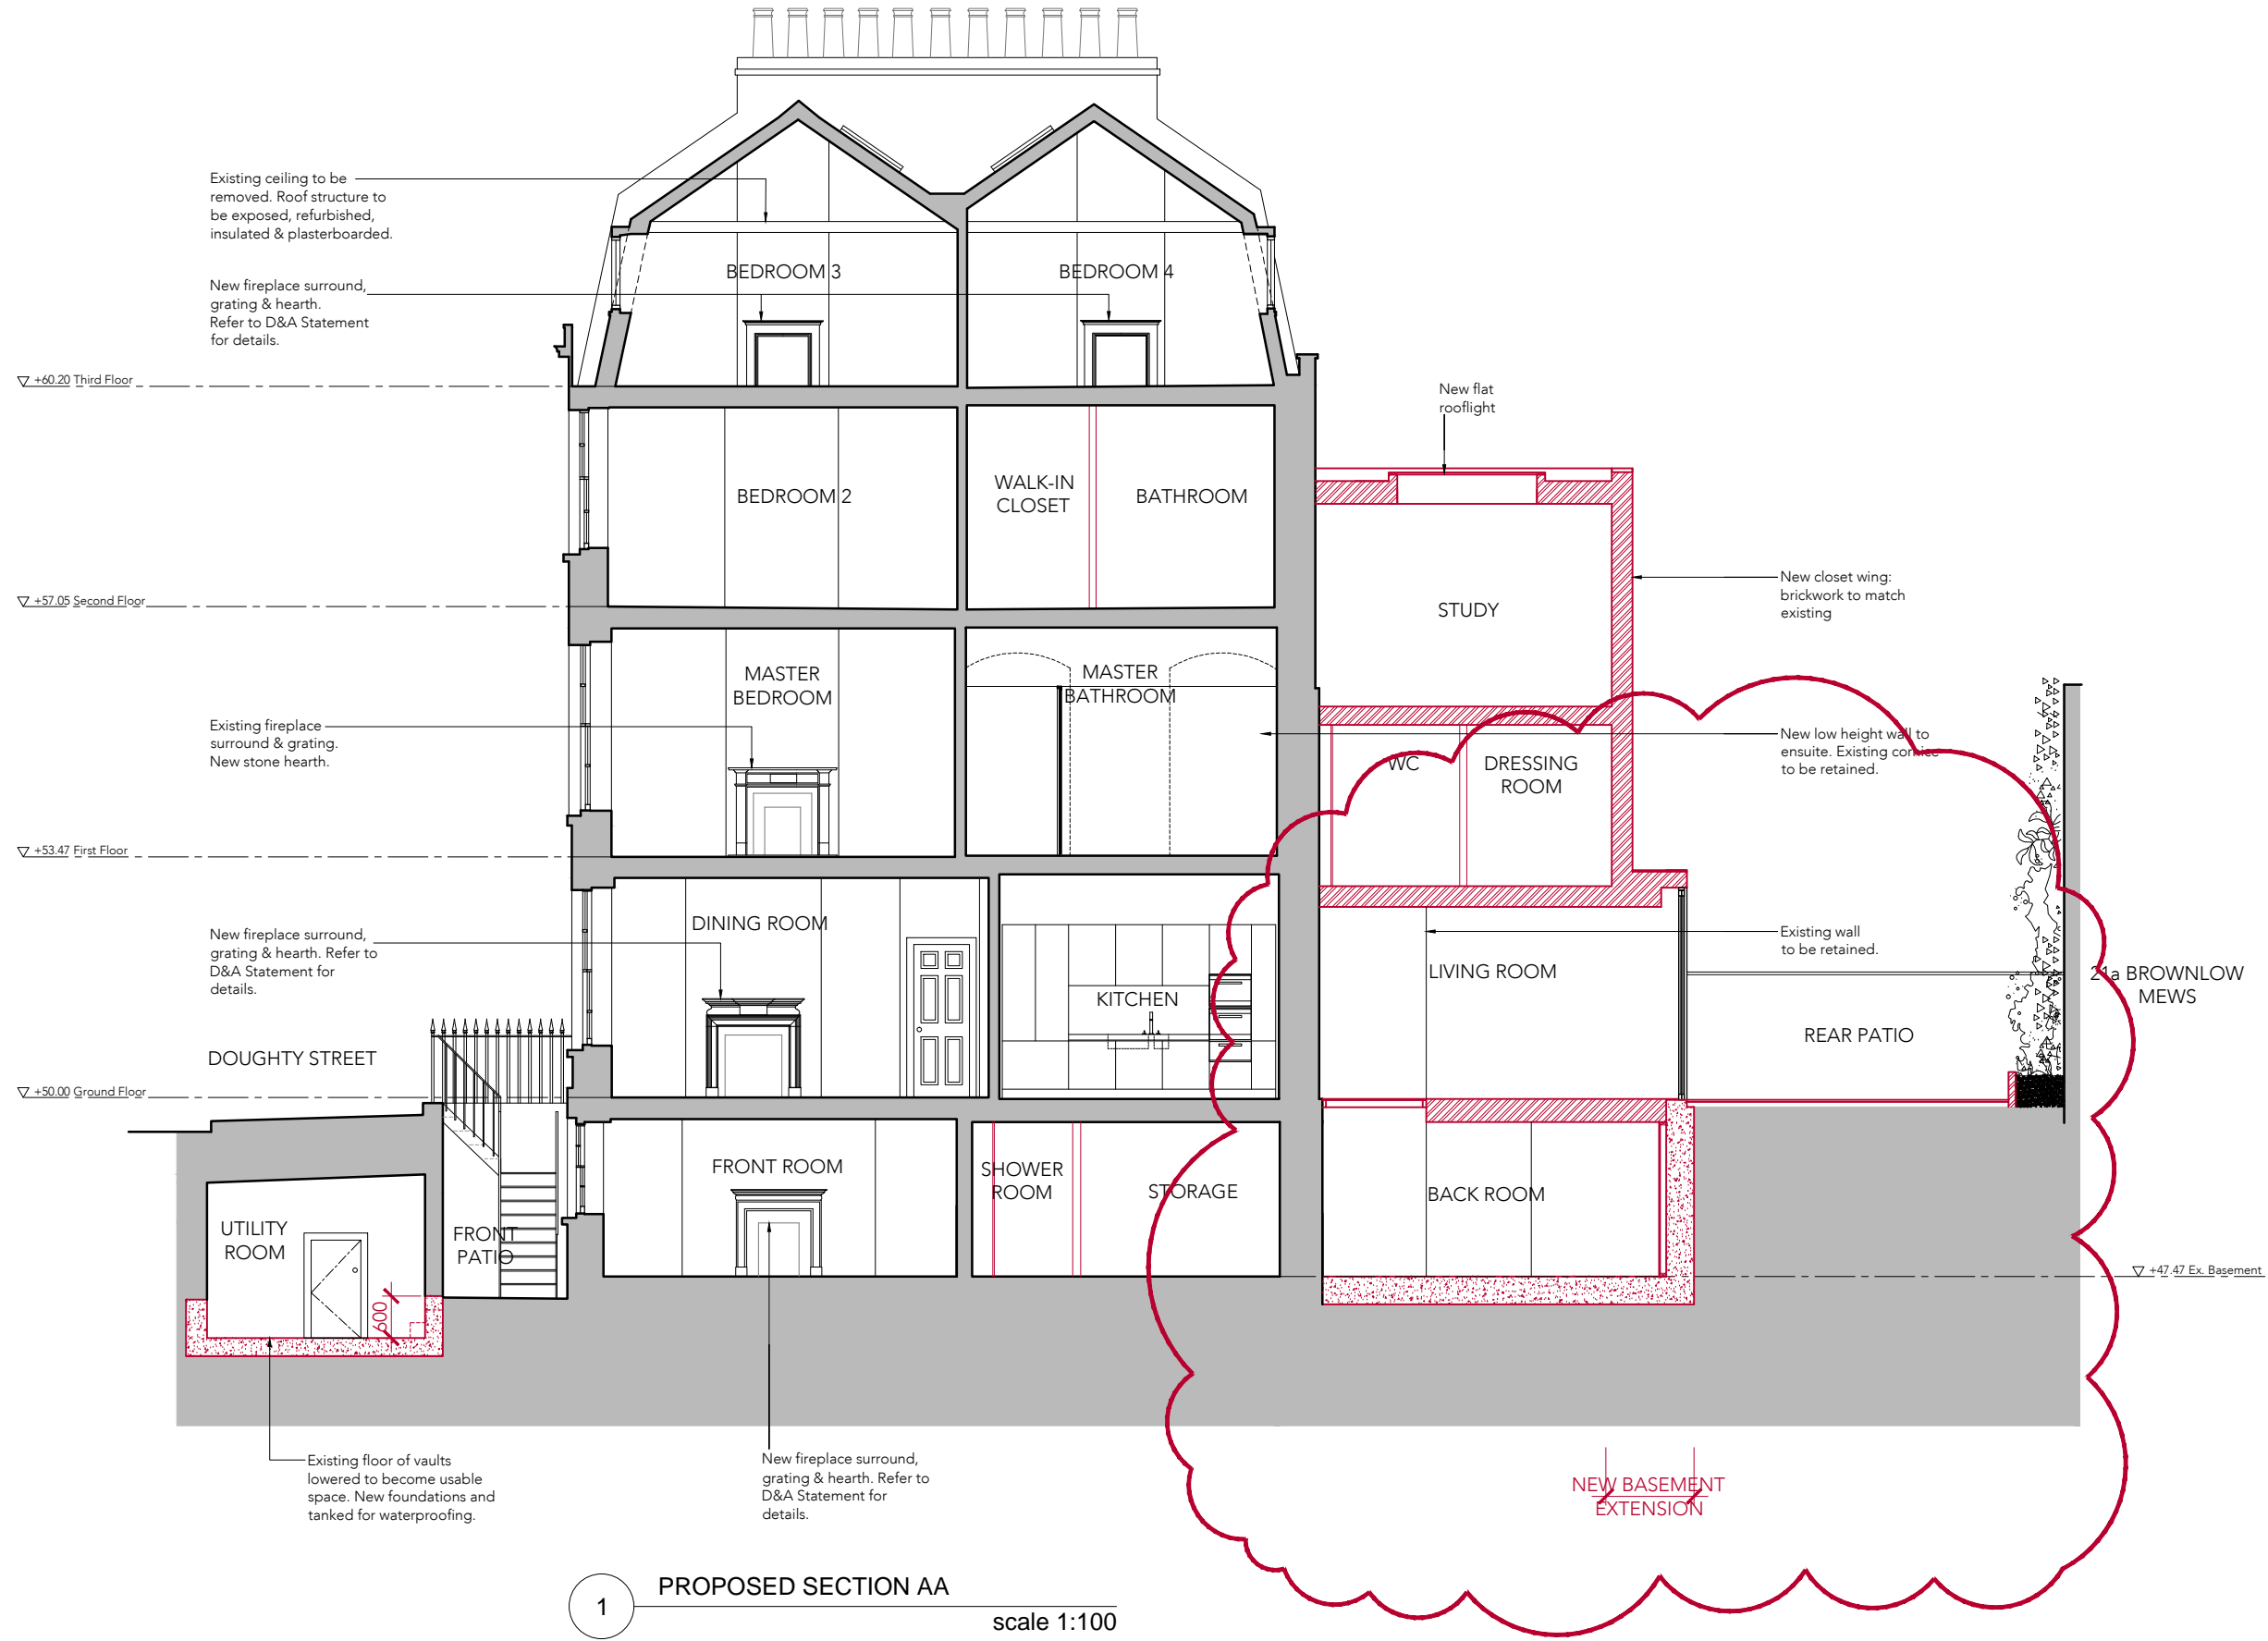 Existing ceiling to be
removed. Roof structure to
be exposed, refurbished,
insulated & plasterboarded.
BEDROOM 3
BEDROOM 4
New fireplace surround,
grating & hearth.
Refer to D&A Statement
for details.
+60.20 Third Floor
New flat
rooflight
BEDROOM 2
WALK-IN
CLOSET
BATHROOM
New closet wing:
brickwork to match
existing
+57.05 Second Floor
STUDY
MASTER
BEDROOM
MASTER
BATHROOM
Existing fireplace
surround & grating.
New stone hearth.
New low height wall to
ensuite. Existing cornice
to be retained.
WC
DRESSING
ROOM
+53.47 First Floor
DINING ROOM
New fireplace surround,
grating & hearth. Refer to
D&A Statement for
details.
Existing wall
to be retained.
LIVING ROOM
KITCHEN
21a BROWNLOW
MEWS
REAR PATIO
DOUGHTY STREET
+50.00 Ground Floor
FRONT ROOM
SHOWER
ROOM
STORAGE
BACK ROOM
UTILITY
ROOM
FRONT
PATIO
+47.47 Ex. Basement
600
Existing floor of vaults
lowered to become usable
space. New foundations and
tanked for waterproofing.
New fireplace surround,
grating & hearth. Refer to
D&A Statement for
details.
NEW BASEMENT
EXTENSION
1
PROPOSED SECTION AA
scale 1:100